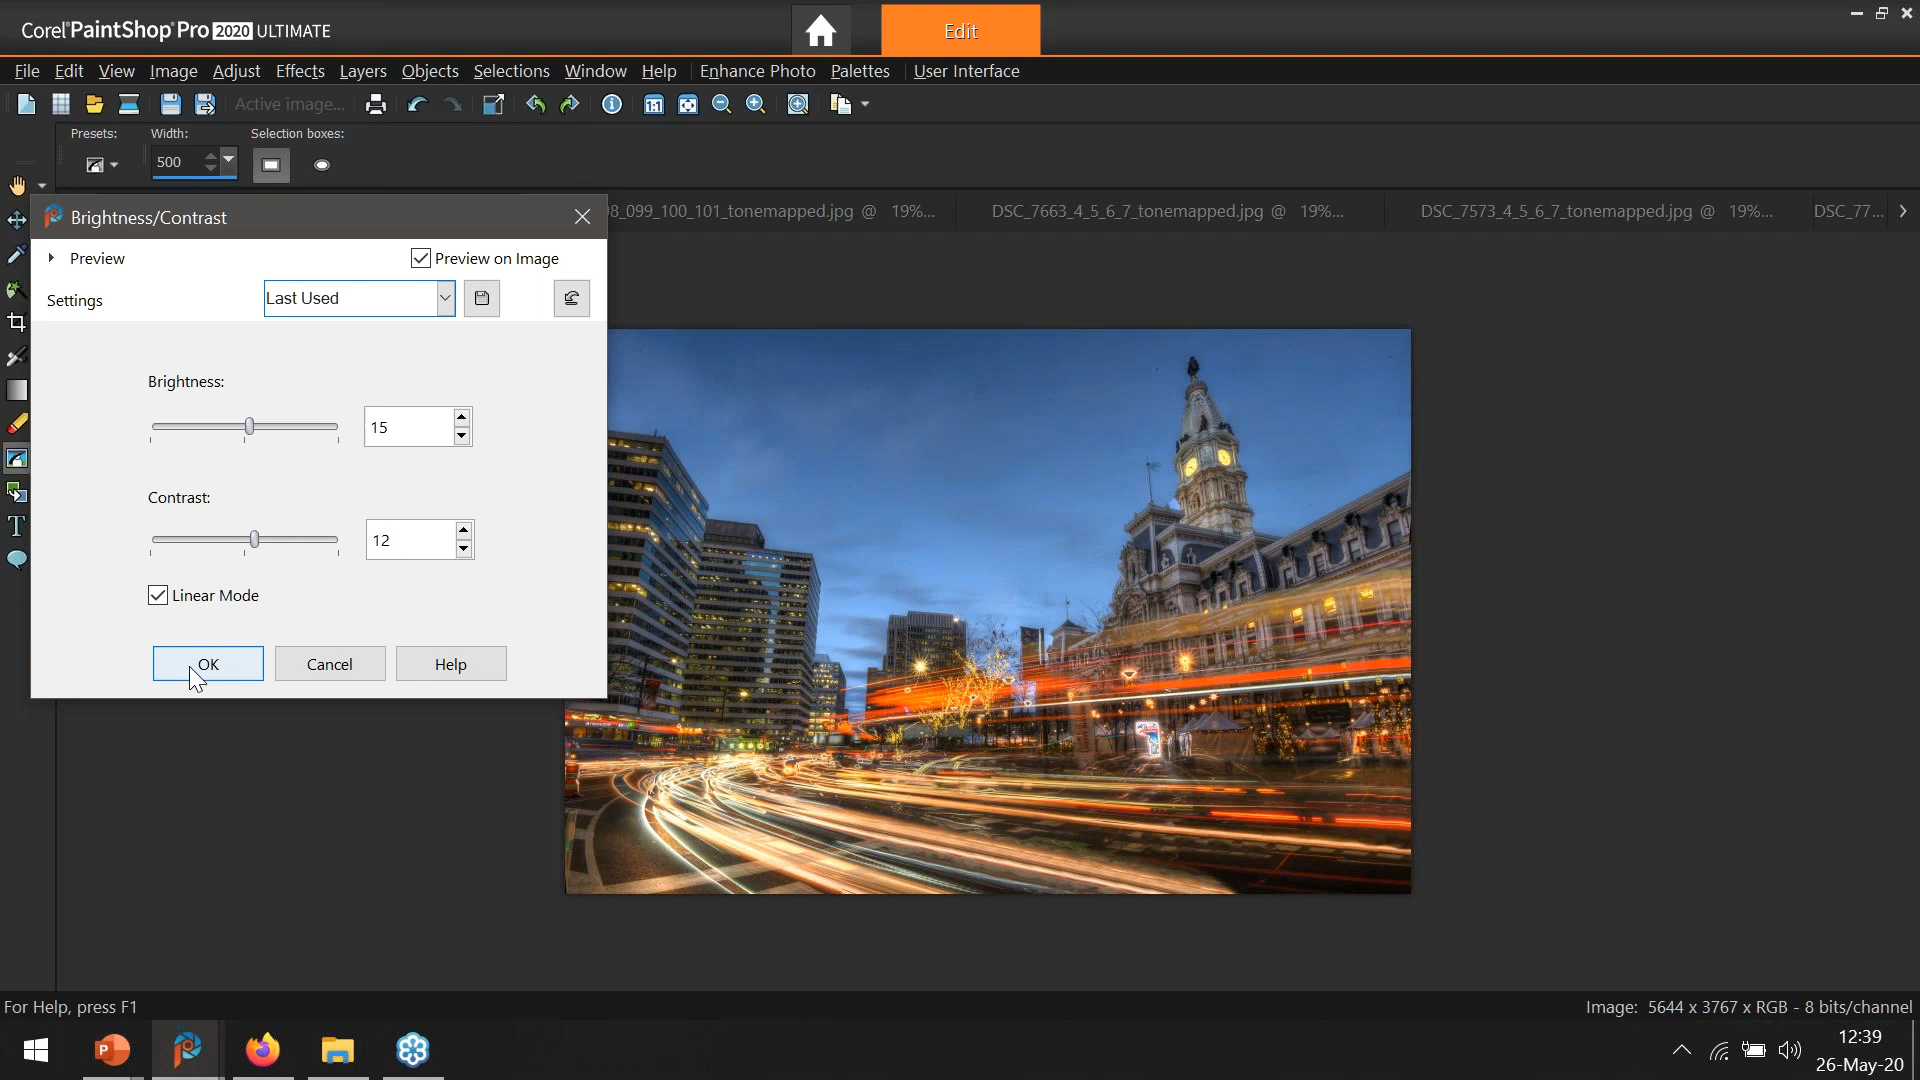 Corel PaintShop Pro 2020 ULTIMATE
Edit
File Edit View Image Adjust Effects Layers Objects Selections Window Help Enhance Photo Palettes User Interface
Active image...
Presets: Width: Selection boxes:
500
Brightness/Contrast
8_099_100_101_tonemapped.jpg @ 19%...
DSC_7663_4_5_6_7_tonemapped.jpg @ 19%...
DSC_7573_4_5_6_7_tonemapped.jpg @ 19%...
DSC_77...
Preview
Preview on Image
Settings
Last Used
Brightness:
15
Contrast:
12
Linear Mode
OK Cancel Help
For Help, press F1
Image: 5644 x 3767 x RGB - 8 bits/channel
12:39
26-May-20